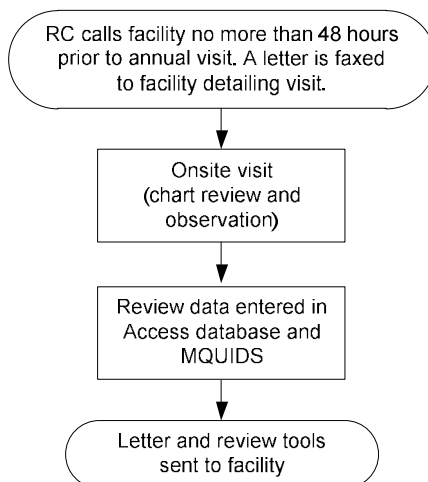 RC calls facility no more than 48 hours
prior to annual visit. A letter is faxed
to facility detailing visit.
Onsite visit
(chart review and
observation)
Review data entered in
Access database and
MQUIDS
Letter and review tools
sent to facility